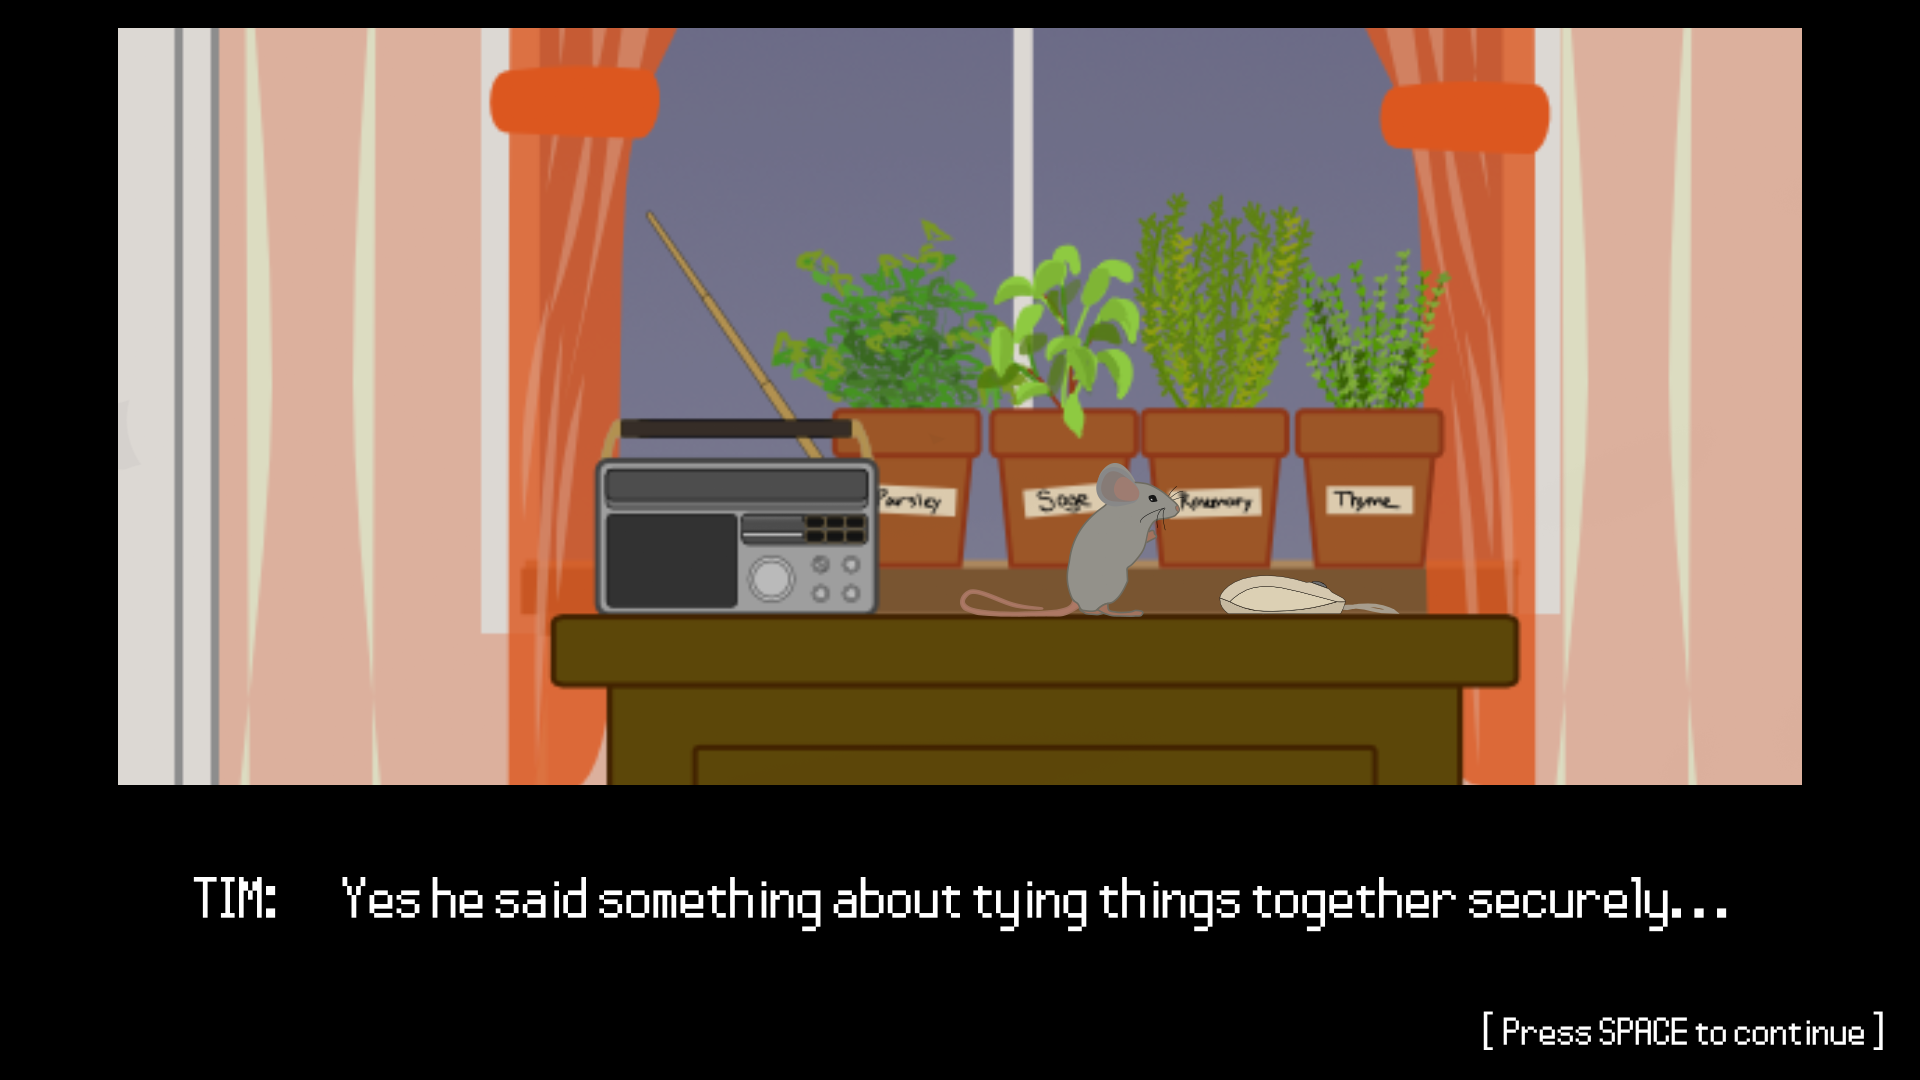 Parsley
Sage
Rosemary
Thyme
TIM: Yes he said something about tying things together securely...
[ Press SPACE to continue ]